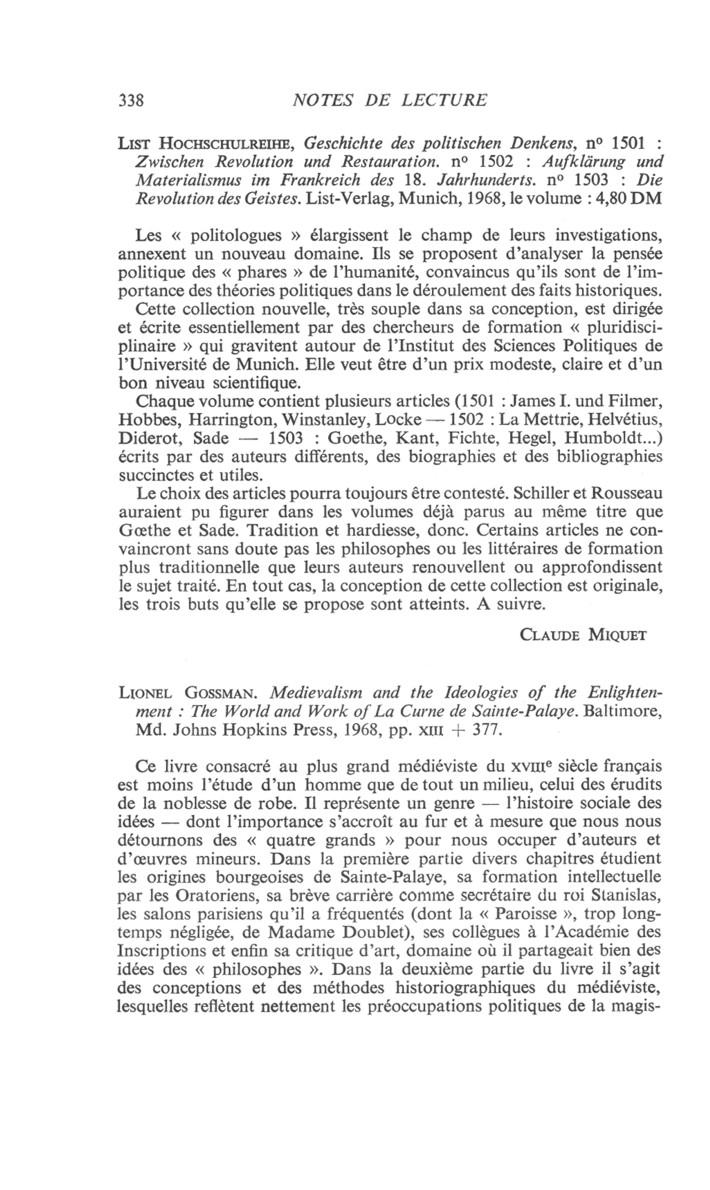 338 NOTES DE LECTURE
LIST HOCHSCHULREIHE, Geschichte des politischen Denkens, nº 1501 :
Zwischen Revolution und Restauration. nº 1502 : Aufklärung und
Materialismus im Frankreich des 18. Jahrhunderts. nº 1503 : Die
Revolution des Geistes. List-Verlag, Munich, 1968, le volume : 4,80 DM
Les « politologues » élargissent le champ de leurs investigations,
annexent un nouveau domaine. Ils se proposent d'analyser la pensée
politique des « phares » de l'humanité, convaincus qu'ils sont de l'im-
portance des théories politiques dans le déroulement des faits historiques.
Cette collection nouvelle, très souple dans sa conception, est dirigée
et écrite essentiellement par des chercheurs de formation « pluridisci-
plinaire » qui gravitent autour de l'Institut des Sciences Politiques de
l'Université de Munich. Elle veut être d'un prix modeste, claire et d'un
bon niveau scientifique.
Chaque volume contient plusieurs articles (1501 : James I. und Filmer,
Hobbes, Harrington, Winstanley, Locke — 1502 : La Mettrie, Helvétius,
Diderot, Sade — 1503 : Goethe, Kant, Fichte, Hegel, Humboldt...)
écrits par des auteurs différents, des biographies et des bibliographies
succinctes et utiles.
Le choix des articles pourra toujours être contesté. Schiller et Rousseau
auraient pu figurer dans les volumes déjà parus au même titre que
Gœthe et Sade. Tradition et hardiesse, donc. Certains articles ne con-
vaincront sans doute pas les philosophes ou les littéraires de formation
plus traditionnelle que leurs auteurs renouvellent ou approfondissent
le sujet traité. En tout cas, la conception de cette collection est originale,
les trois buts qu'elle se propose sont atteints. A suivre.
CLAUDE MIQUET
LIONEL GOSSMAN. Medievalism and the Ideologies of the Enlighten-
ment : The World and Work of La Curne de Sainte-Palaye. Baltimore,
Md. Johns Hopkins Press, 1968, pp. XIII + 377.
Ce livre consacré au plus grand médiéviste du XVIIIe siècle français
est moins l'étude d'un homme que de tout un milieu, celui des érudits
de la noblesse de robe. Il représente un genre — l'histoire sociale des
idées — dont l'importance s'accroît au fur et à mesure que nous nous
détournons des « quatre grands » pour nous occuper d'auteurs et
d'œuvres mineurs. Dans la première partie divers chapitres étudient
les origines bourgeoises de Sainte-Palaye, sa formation intellectuelle
par les Oratoriens, sa brève carrière comme secrétaire du roi Stanislas,
les salons parisiens qu'il a fréquentés (dont la « Paroisse », trop long-
temps négligée, de Madame Doublet), ses collègues à l'Académie des
Inscriptions et enfin sa critique d'art, domaine où il partageait bien des
idées des « philosophes ». Dans la deuxième partie du livre il s'agit
des conceptions et des méthodes historiographiques du médiéviste,
lesquelles reflètent nettement les préoccupations politiques de la magis-